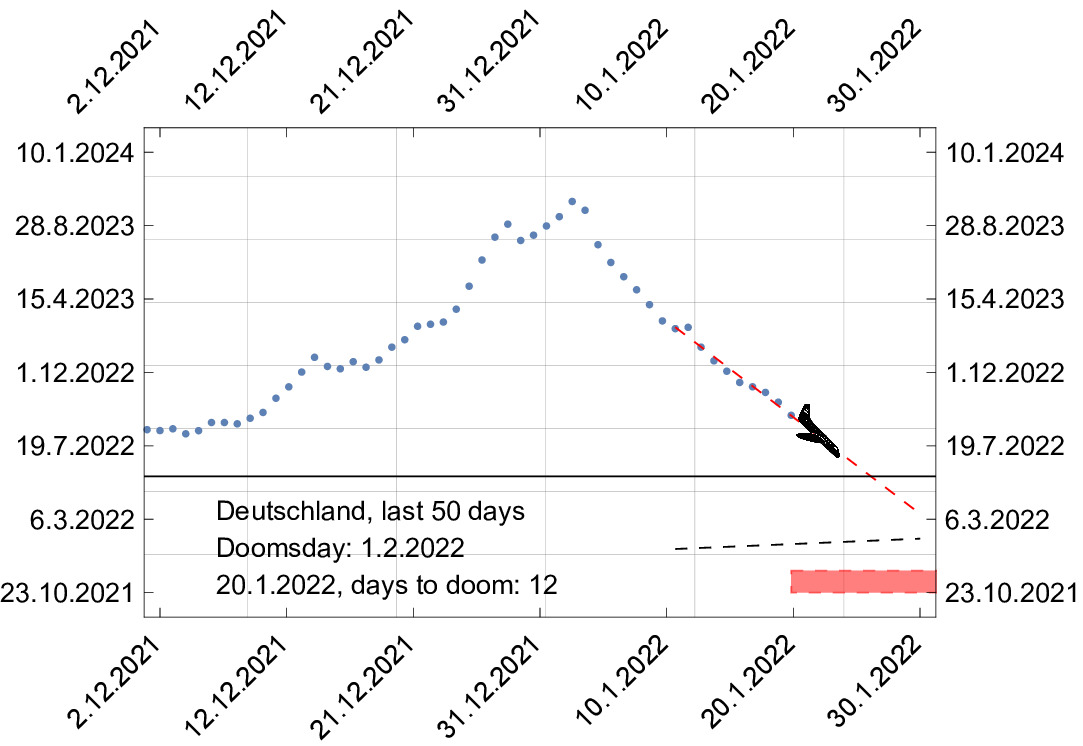 2.12.2021 12.12.2021 21.12.2021 31.12.2021 10.1.2022 20.1.2022 30.1.2022
10.1.2024 10.1.2024
28.8.2023 28.8.2023
15.4.2023 15.4.2023
1.12.2022 1.12.2022
19.7.2022 19.7.2022
Deutschland, last 50 days
6.3.2022 6.3.2022
Doomsday: 1.2.2022
20.1.2022, days to doom: 12
23.10.2021 23.10.2021
2.12.2021 12.12.2021 21.12.2021 31.12.2021 10.1.2022 20.1.2022 30.1.2022